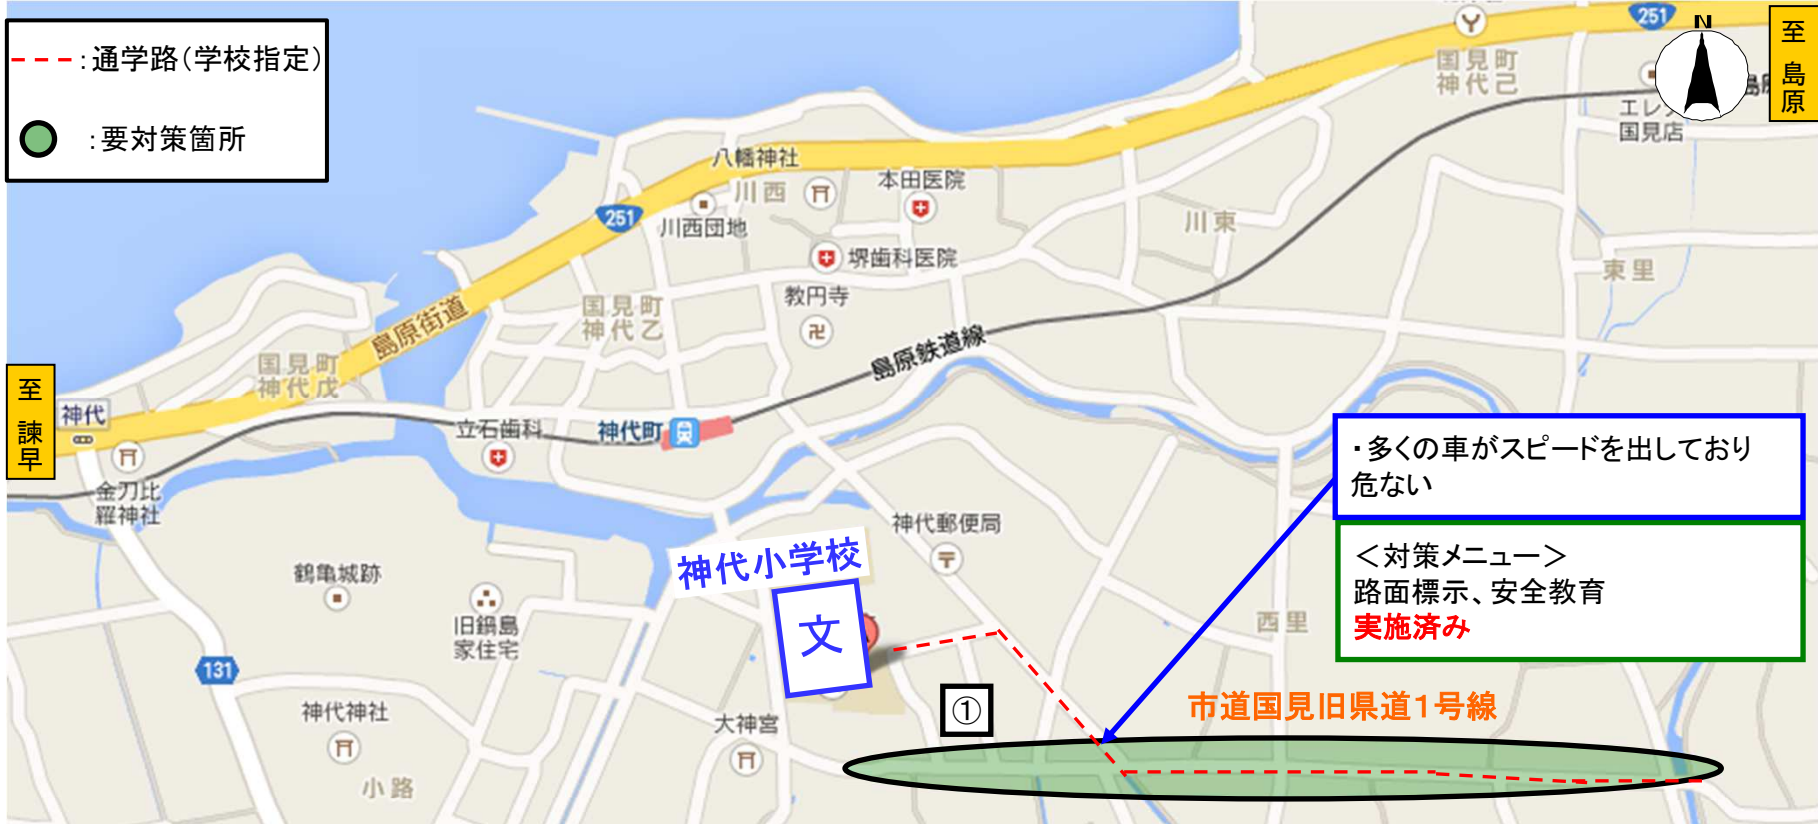 ：通学路（学校指定）
：要対策箇所
N
至 島原
251
国見町
神代己
エレ
国見店
八幡神社
川西
本田医院
251
川西団地
川東
堺歯科医院
東里
教円寺
国見町
神代乙
島原街道
島原鉄道線
国見町
神代戊
至 諫早
神代
立石歯科
神代町
金刀比
羅神社
・多くの車がスピードを出しており
危ない
＜対策メニュー＞
路面標示、安全教育
実施済み
神代郵便局
神代小学校
文
鶴亀城跡
旧鍋島
家住宅
西里
131
①
市道国見旧県道1号線
神代神社
大神宮
小路